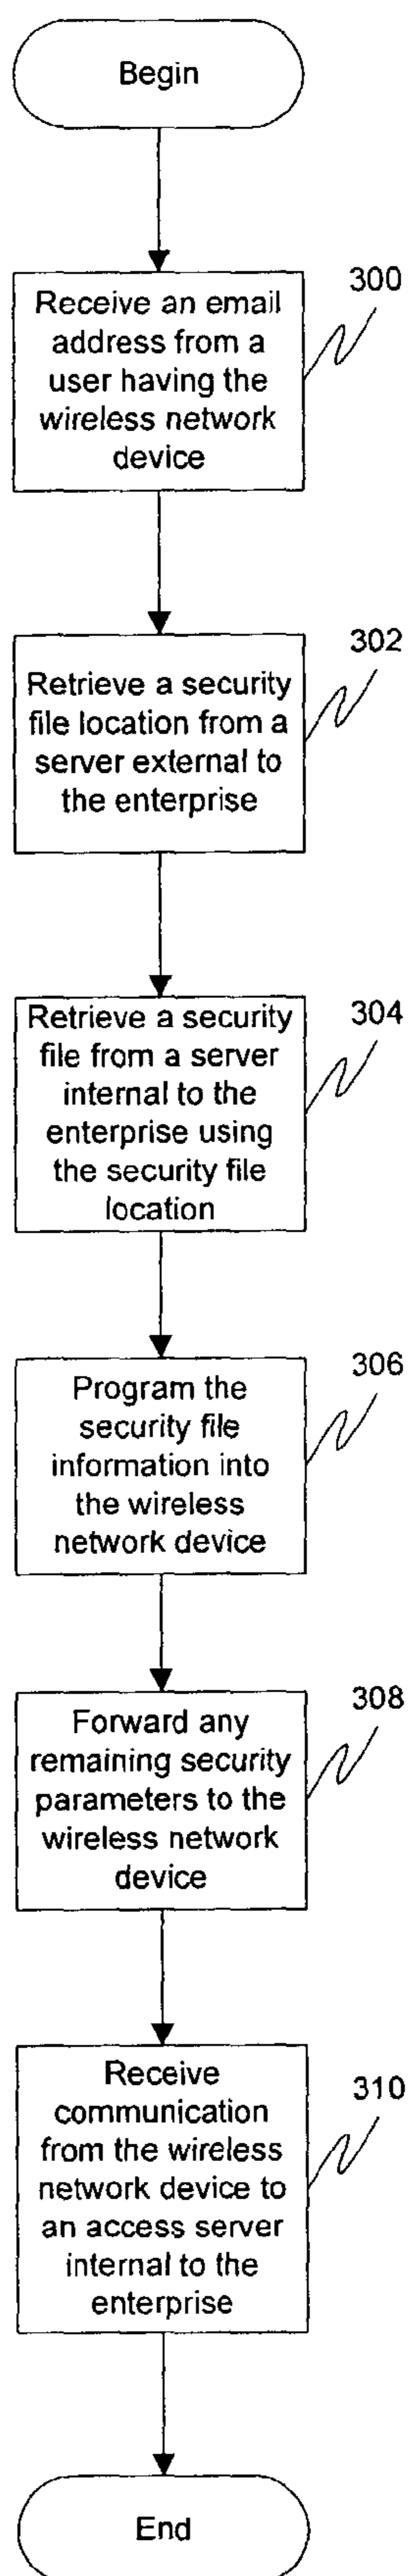 Begin
300
Receive an email
address from a
user having the
wireless network
device
302
Retrieve a security
file location from a
server external to
the enterprise
304
Retrieve a security
file from a server
internal to the
enterprise using
the security file
location
306
Program the
security file
information into
the wireless
network device
308
Forward any
remaining security
parameters to the
wireless network
device
310
Receive
communication
from the wireless
network device to
an access server
internal to the
enterprise
End